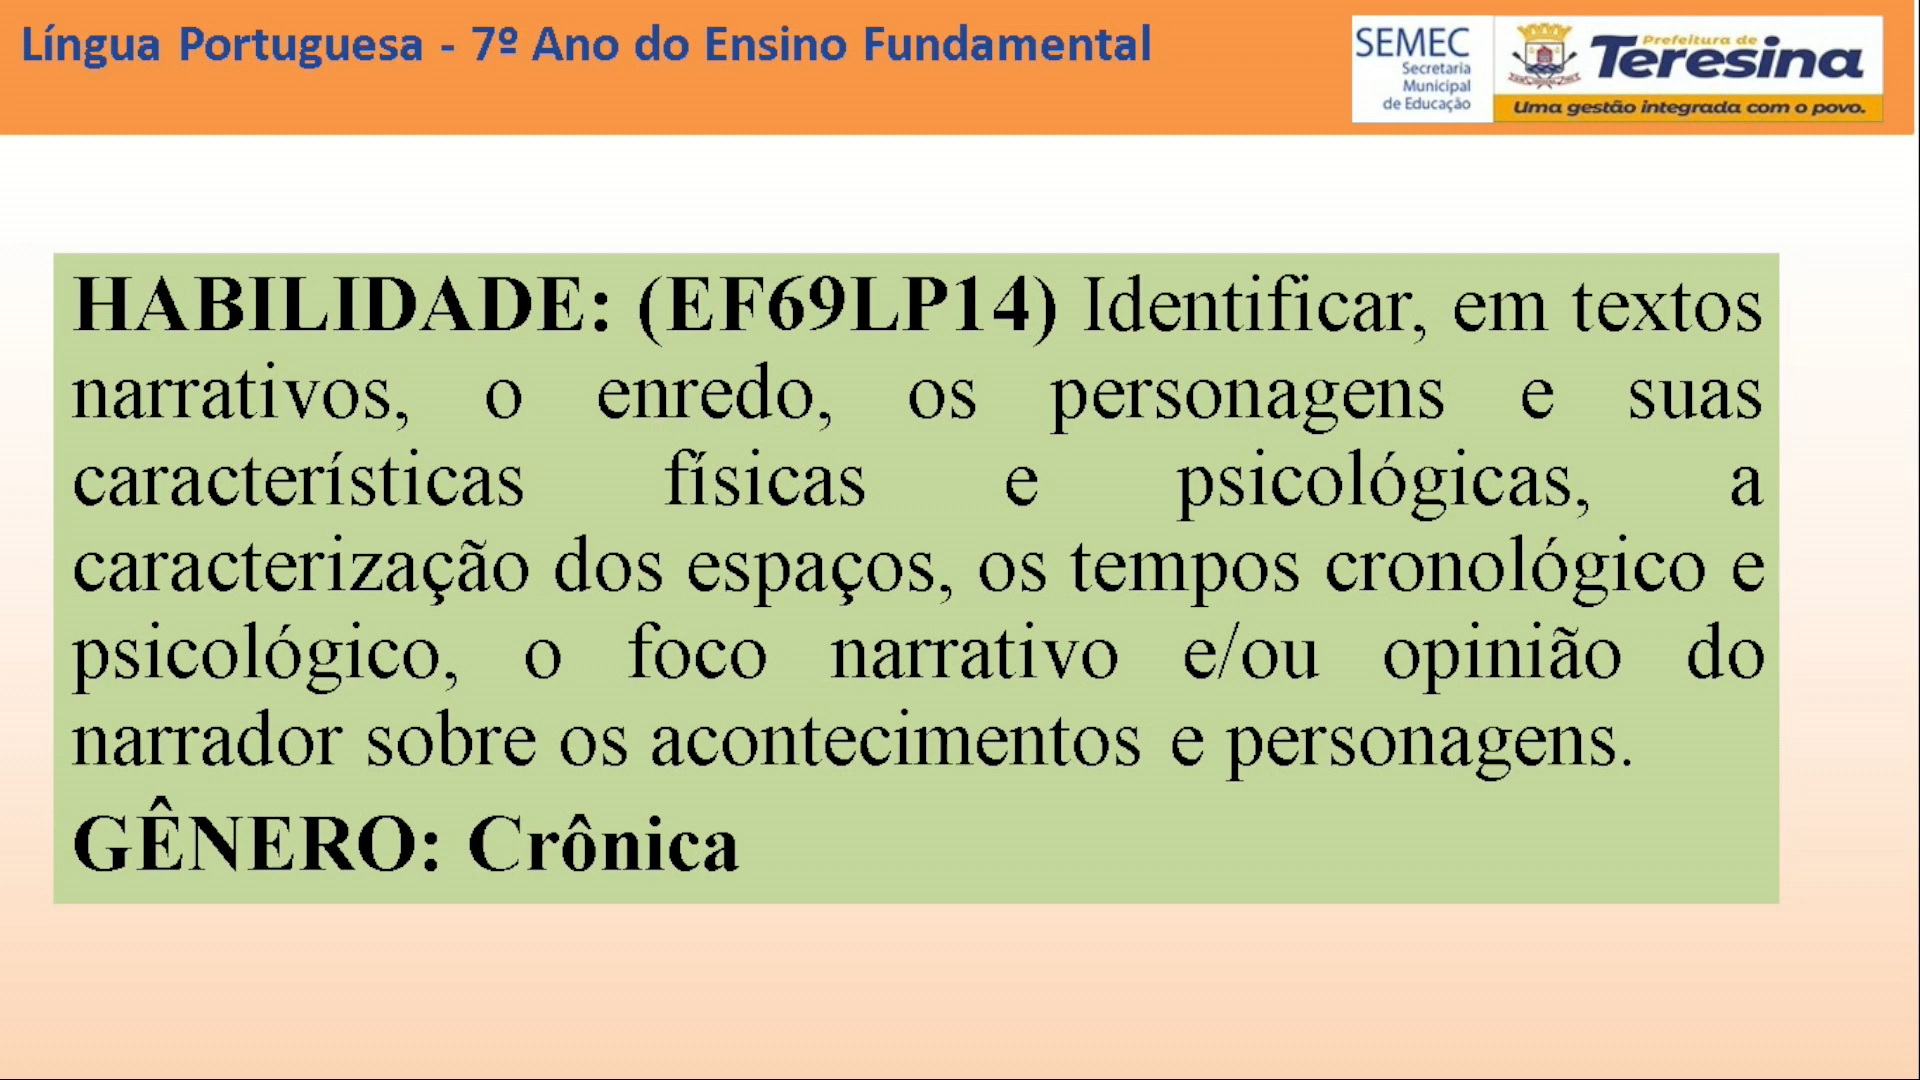 Língua Portuguesa - 7º Ano do Ensino Fundamental
SEMEC
Secretaria
Municipal
de Educação
Prefeitura de
Teresina
Uma gestão integrada com o povo.
HABILIDADE: (EF69LP14) Identificar, em textos
narrativos, o enredo, os personagens e suas
características físicas e psicológicas, a
caracterização dos espaços, os tempos cronológico e
psicológico, o foco narrativo e/ou opinião do
narrador sobre os acontecimentos e personagens.
GÊNERO: Crônica